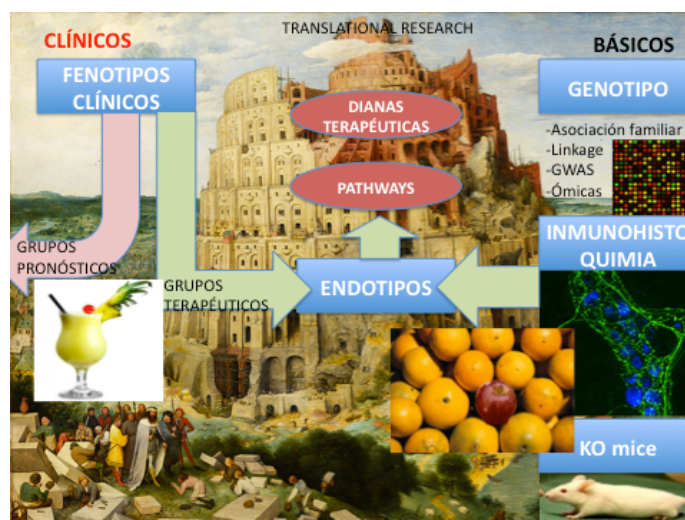 CLÍNICOS
TRANSLATIONAL RESEARCH
BÁSICOS
FENOTIPOS
CLÍNICOS
GENOTIPO
DIANAS
TERAPÉUTICAS
-Asociación familiar
-Linkage
-GWAS
-Ómicas
PATHWAYS
INMUNOHISTO
QUIMIA
GRUPOS
PRONÓSTICOS
GRUPOS
TERAPÉUTICOS
ENDOTIPOS
KO mice